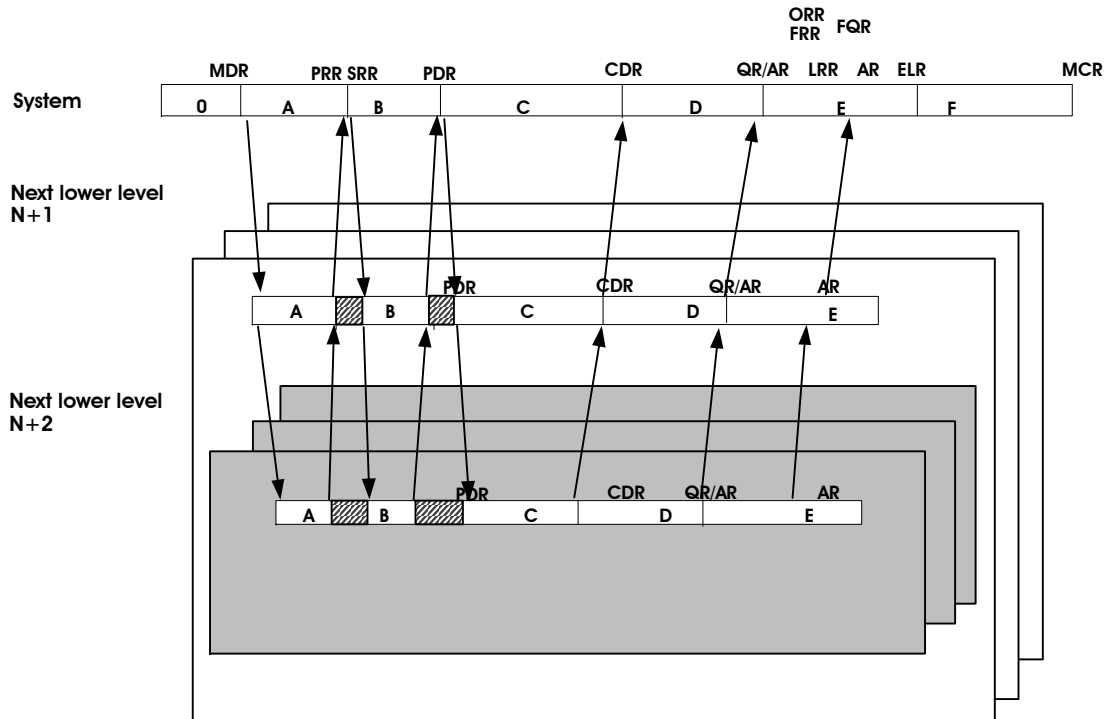 ORR
FRR FQR
MDR PRR SRR PDR CDR QR/AR LRR AR ELR MCR
System 0 A B C D E F
Next lower level
N+1
PDR CDR QR/AR AR
A B C D E
Next lower level
N+2
PDR CDR QR/AR AR
A B C D E